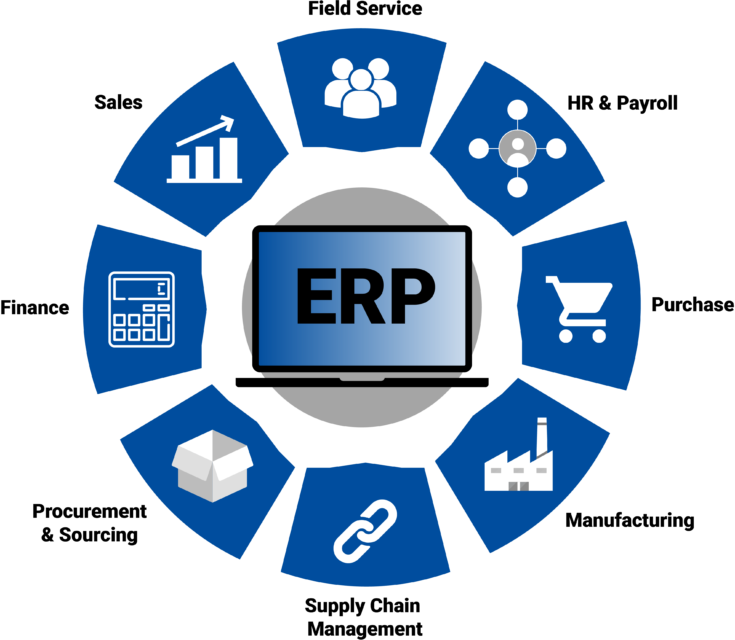 Field Service
Sales
HR & Payroll
ERP
Finance
Purchase
Procurement
& Sourcing
Manufacturing
Supply Chain
Management